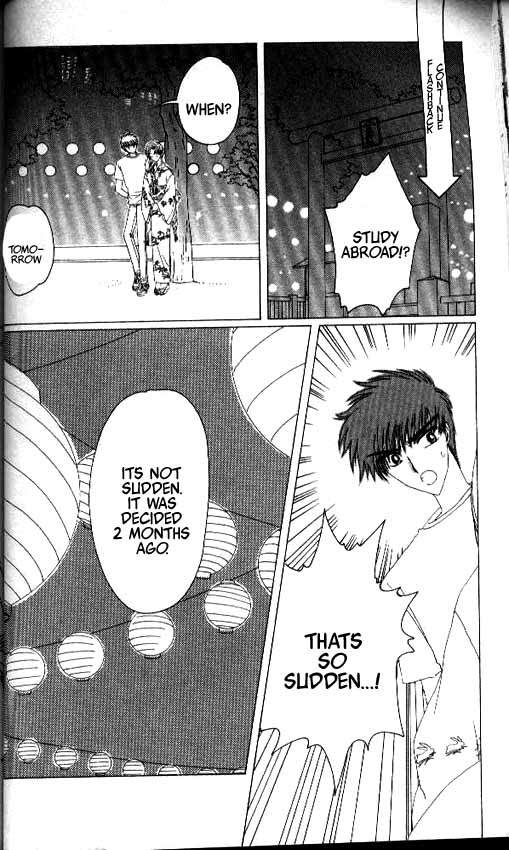 CONTINUE
FLASHBACK
STUDY
ABROAD!?
WHEN?
TOMO-
RROW
THATS
SO
SUDDEN...!
ITS NOT
SUDDEN.
IT WAS
DECIDED
2 MONTHS
AGO.